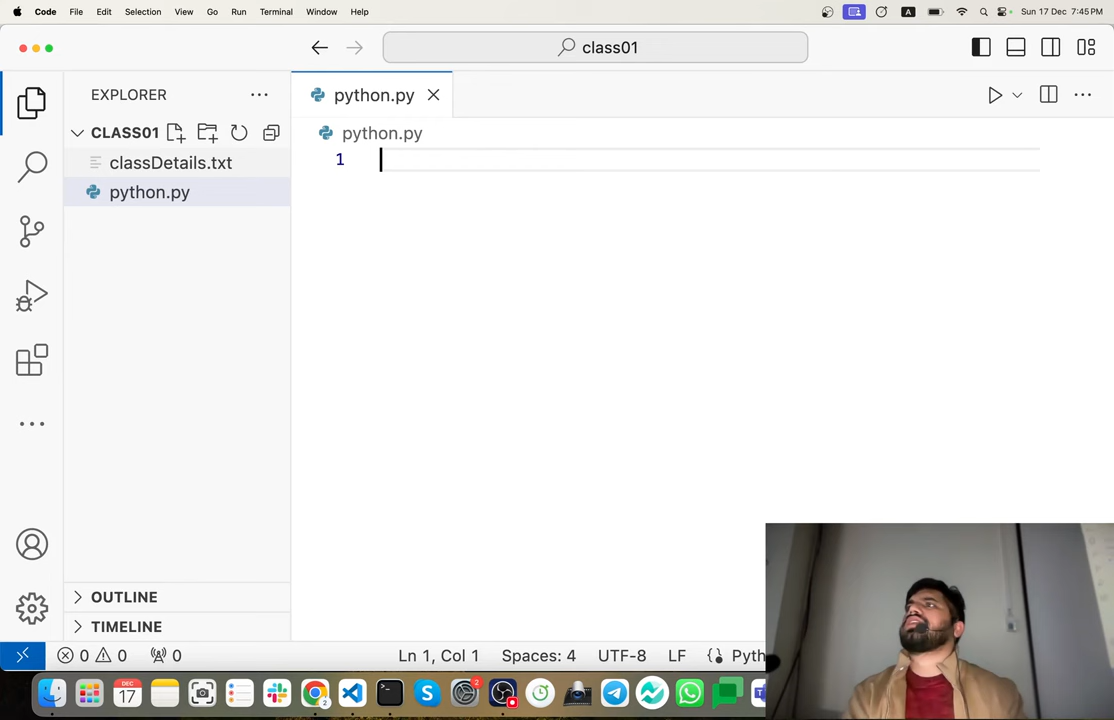 Code File Edit Selection View Go Run Terminal Window Help
A
Sun 17 Dec 7:45 PM
class01
EXPLORER
python.py
CLASS01
python.py
1
classDetails.txt
python.py
OUTLINE
TIMELINE
0 0 0
Ln 1, Col 1 Spaces: 4 UTF-8 LF Pyth
DEC
17
2
2